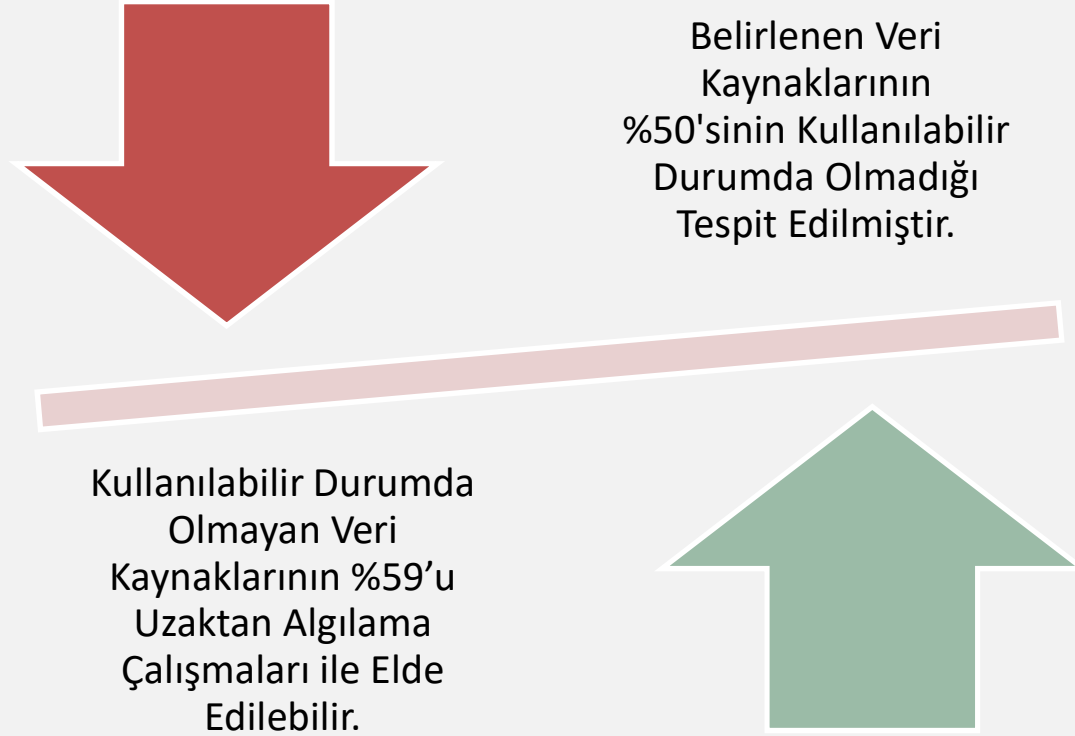 Belirlenen Veri
Kaynaklarının
%50'sinin Kullanılabilir
Durumda Olmadığı
Tespit Edilmiştir.
Kullanılabilir Durumda
Olmayan Veri
Kaynaklarının %59’u
Uzaktan Algılama
Çalışmaları ile Elde
Edilebilir.